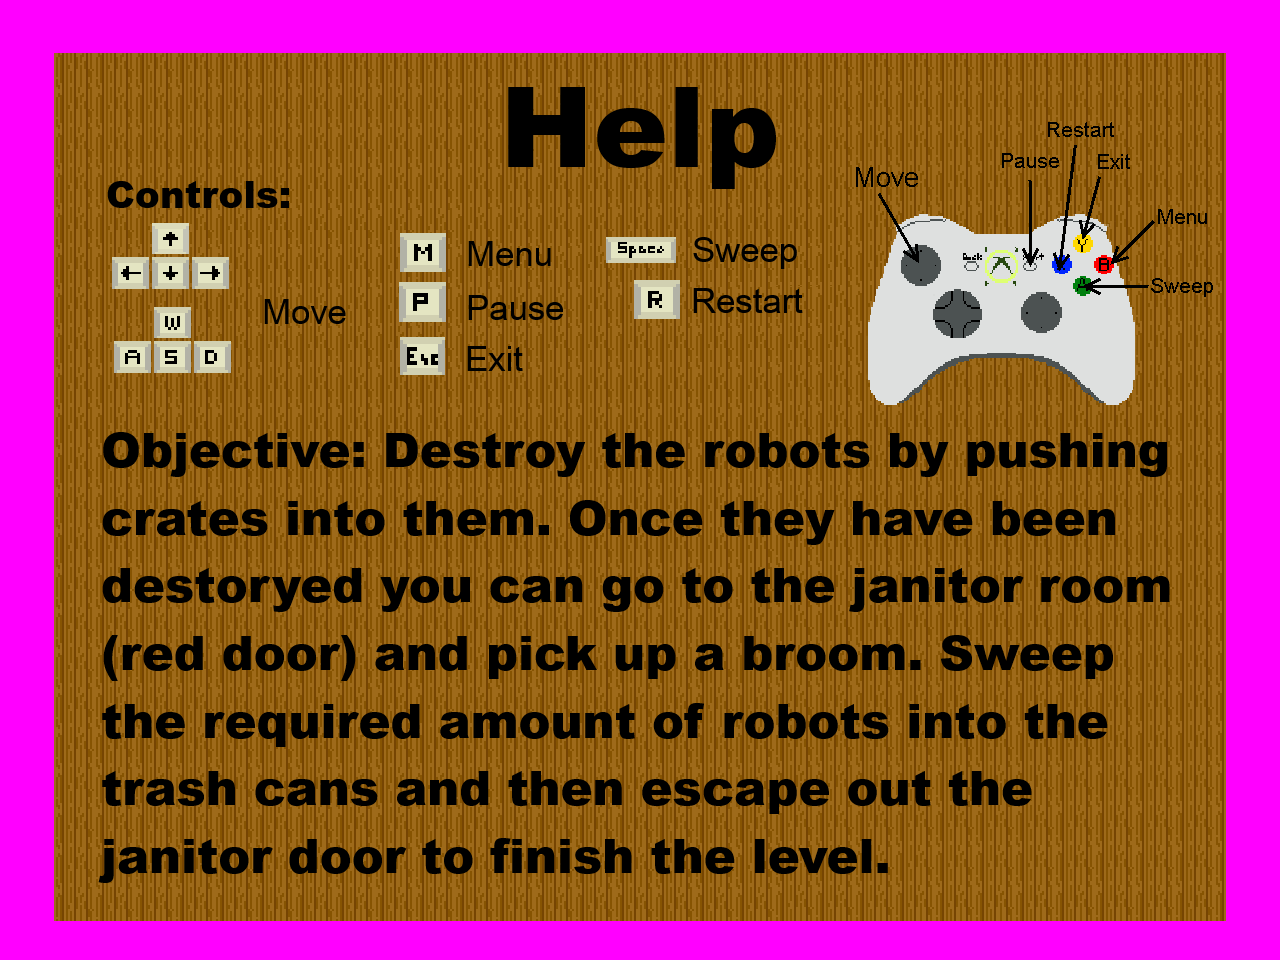 Help
Controls:
M Menu
P Pause
Esc Exit
Space Sweep
R Restart
W
A S D
Move
Restart
Pause Exit
Move
Menu
Sweep
Back
Y
B
A
Objective: Destroy the robots by pushing
crates into them. Once they have been
destoryed you can go to the janitor room
(red door) and pick up a broom. Sweep
the required amount of robots into the
trash cans and then escape out the
janitor door to finish the level.